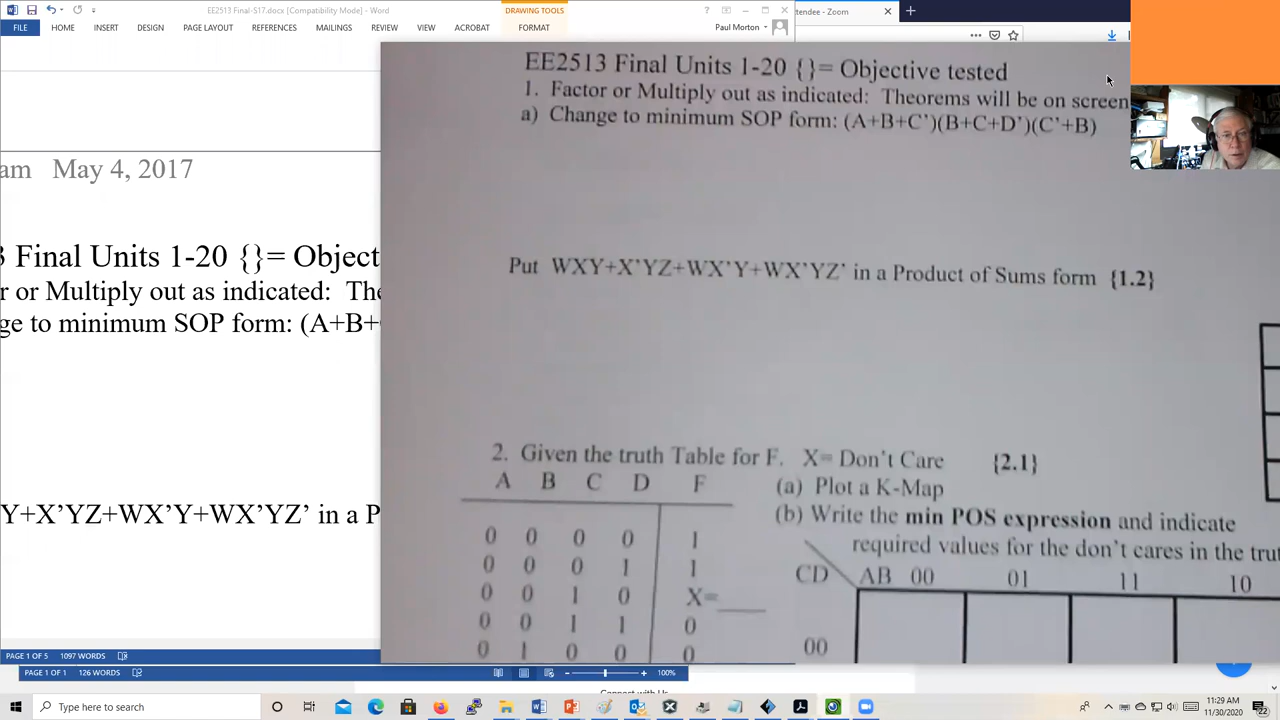 EE2513 Final-S17.docx [Compatibility Mode] - Word
DRAWING TOOLS
FILE HOME INSERT DESIGN PAGE LAYOUT REFERENCES MAILINGS REVIEW VIEW ACROBAT FORMAT
Paul Morton
tendee - Zoom
am May 4, 2017
3 Final Units 1-20 {}= Object
r or Multiply out as indicated: The
ge to minimum SOP form: (A+B+
Y+X’YZ+WX’Y+WX’YZ’ in a P
EE2513 Final Units 1-20 {}= Objective tested
1. Factor or Multiply out as indicated: Theorems will be on screen
a) Change to minimum SOP form: (A+B+C’)(B+C+D’)(C’+B)
Put WXY+X’YZ+WX’Y+WX’YZ’ in a Product of Sums form {1.2}
2. Given the truth Table for F. X= Don’t Care {2.1}
A B C D F
(a) Plot a K-Map
(b) Write the min POS expression and indicate
required values for the don’t cares in the trut
CD AB 00 01 11 10
0 0 0 0 1
0 0 0 1 1
0 0 1 0 X=___
0 0 1 1 0
0 1 0 0 0
00
PAGE 1 OF 5 1097 WORDS
PAGE 1 OF 1 126 WORDS
100%
Connect with Us
Type here to search
11:29 AM
11/30/2020
22